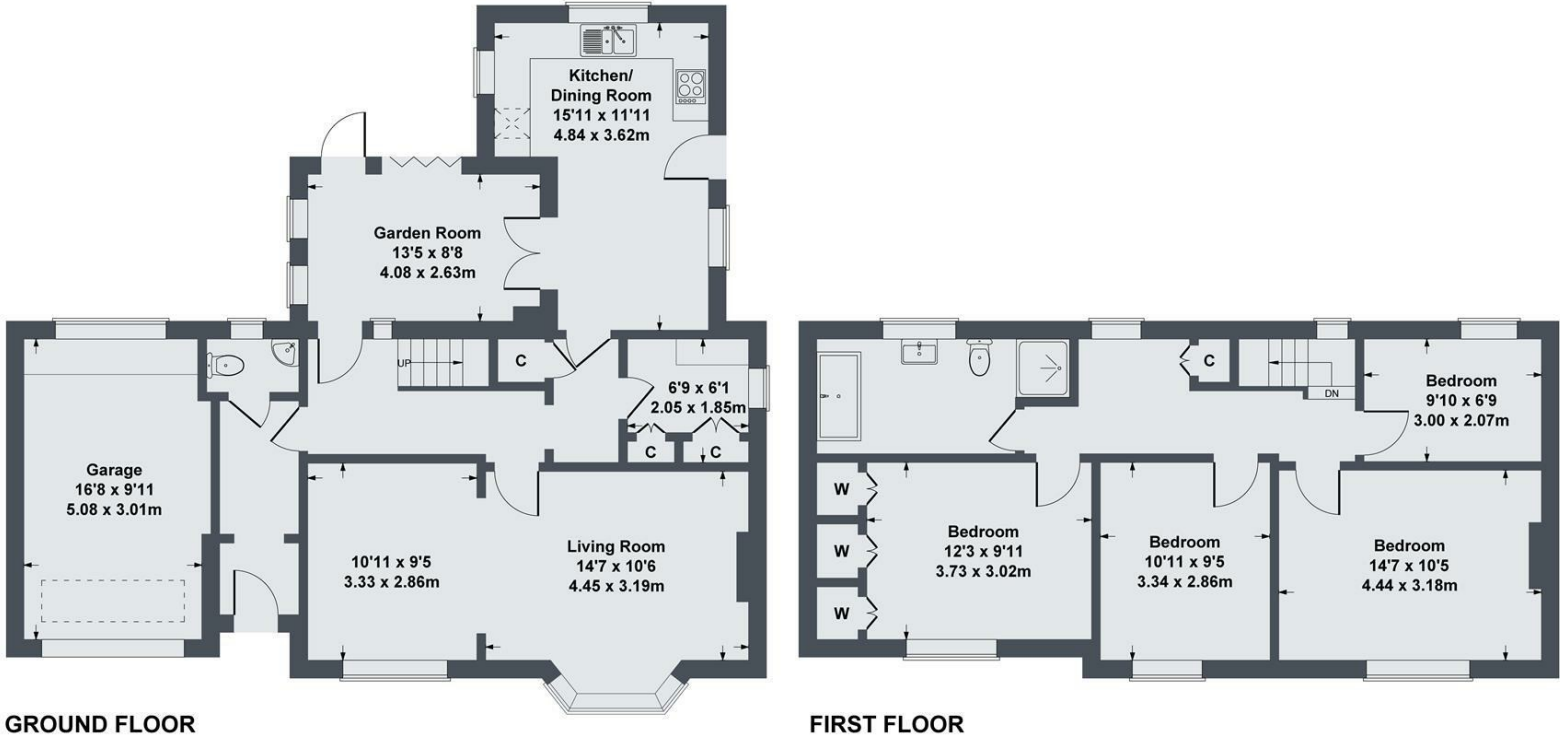 Kitchen/
Dining Room
15'11 x 11'11
4.84 x 3.62m
Garden Room
13'5 x 8'8
4.08 x 2.63m
UP
C
6'9 x 6'1
2.05 x 1.85m
C
C
Garage
16'8 x 9'11
5.08 x 3.01m
10'11 x 9'5
3.33 x 2.86m
Living Room
14'7 x 10'6
4.45 x 3.19m
GROUND FLOOR
C
DN
Bedroom
9'10 x 6'9
3.00 x 2.07m
W
W
W
Bedroom
12'3 x 9'11
3.73 x 3.02m
Bedroom
10'11 x 9'5
3.34 x 2.86m
Bedroom
14'7 x 10'5
4.44 x 3.18m
FIRST FLOOR